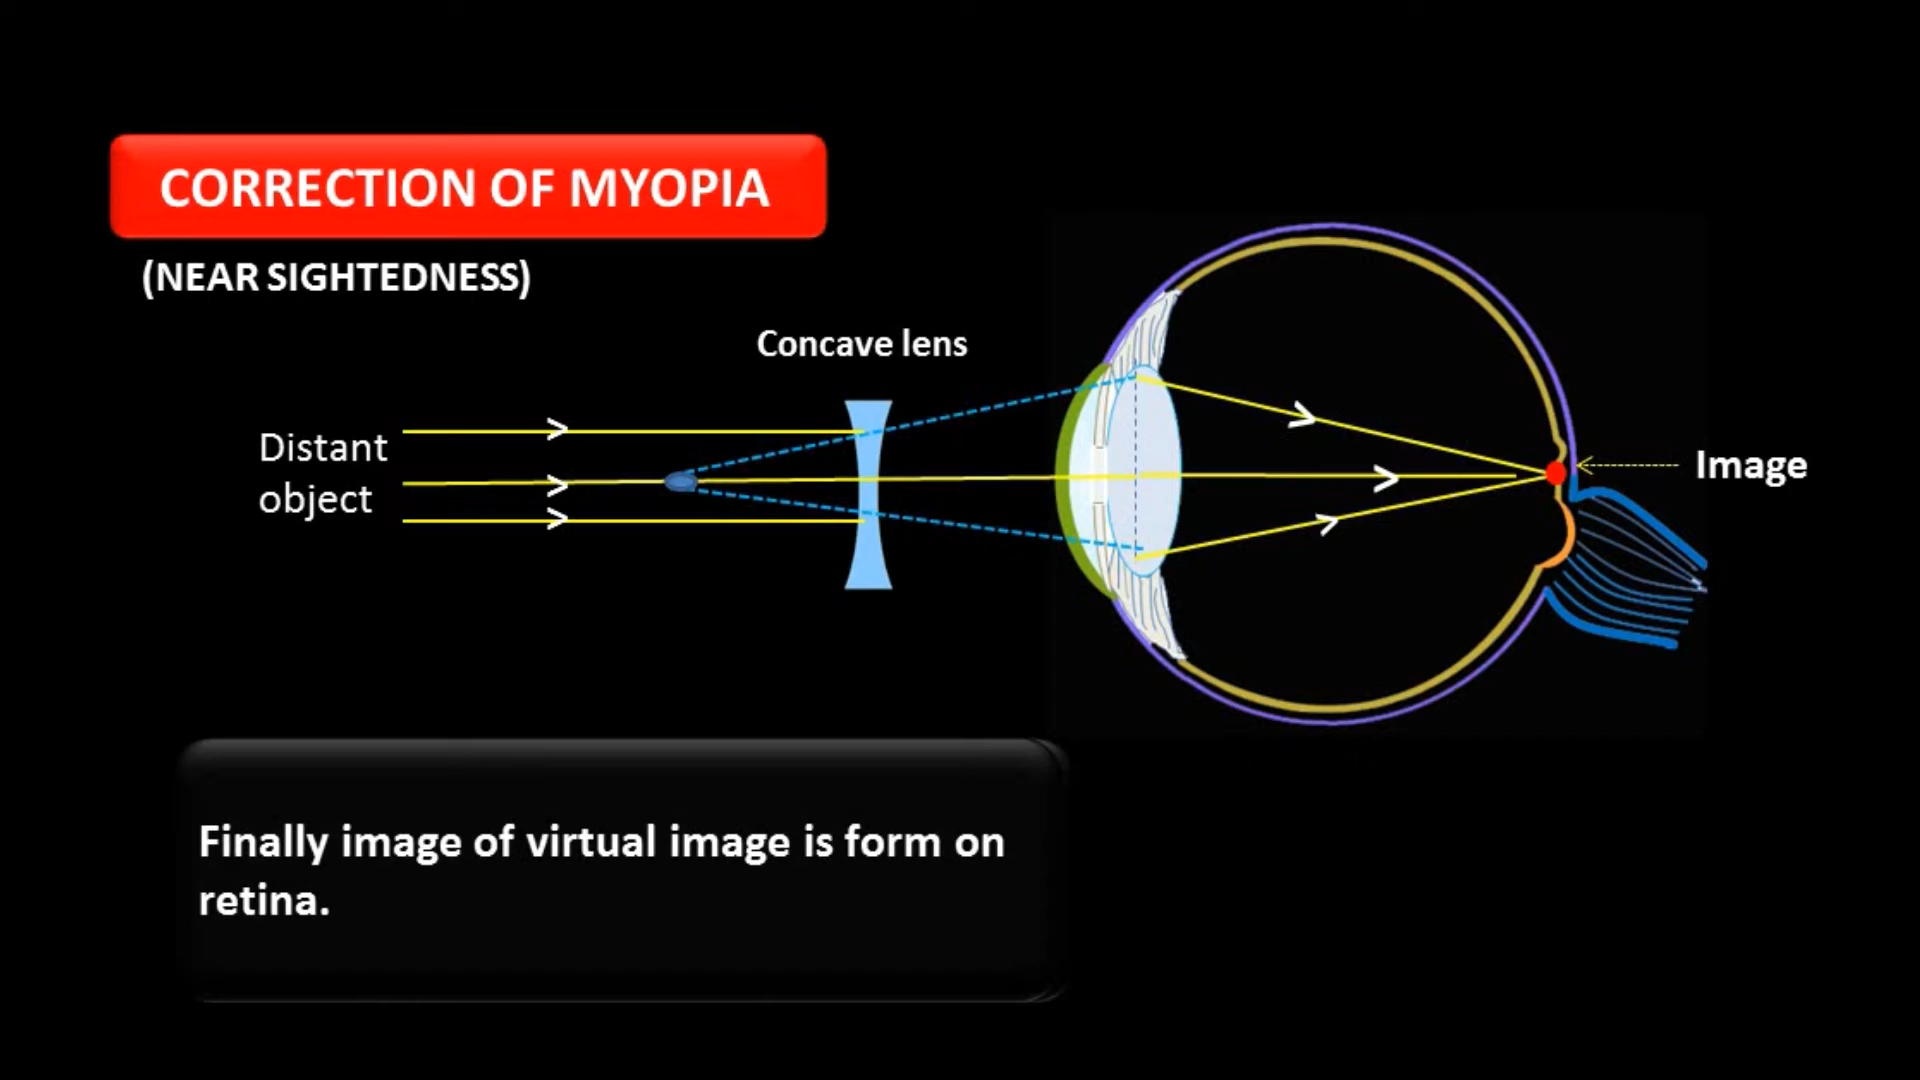 CORRECTION OF MYOPIA
(NEAR SIGHTEDNESS)
Concave lens
Distant
object
Image
Finally image of virtual image is form on
retina.